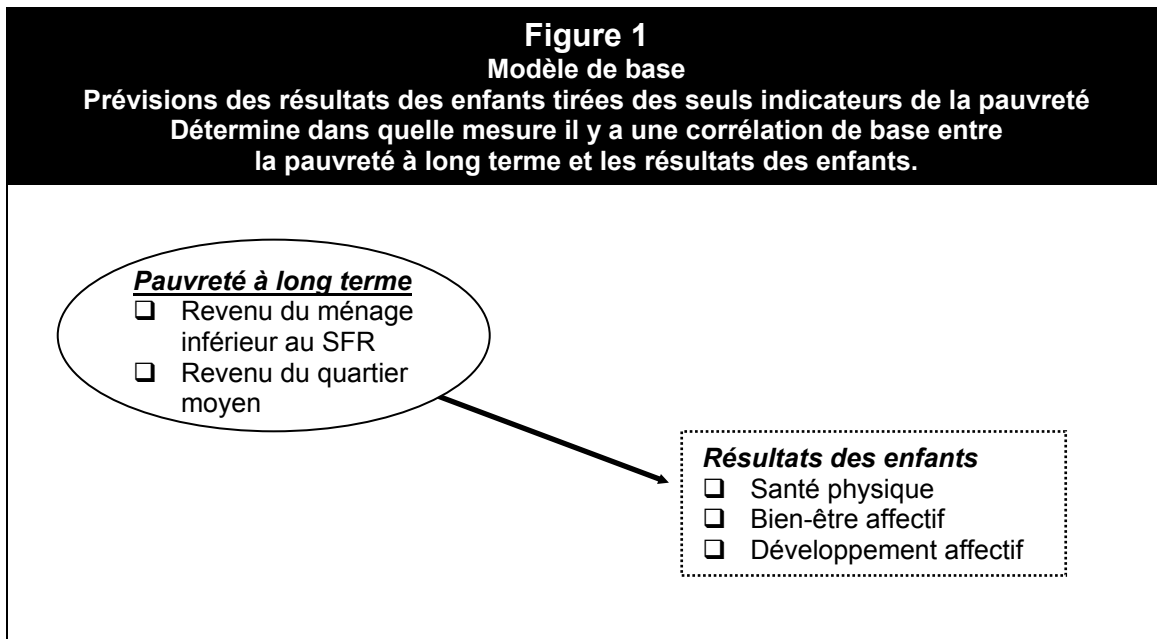 Figure 1
Modèle de base
Prévisions des résultats des enfants tirées des seuls indicateurs de la pauvreté
Détermine dans quelle mesure il y a une corrélation de base entre
la pauvreté à long terme et les résultats des enfants.
Pauvreté à long terme
❑ Revenu du ménage
inférieur au SFR
❑ Revenu du quartier
moyen
Résultats des enfants
❑ Santé physique
❑ Bien-être affectif
❑ Développement affectif